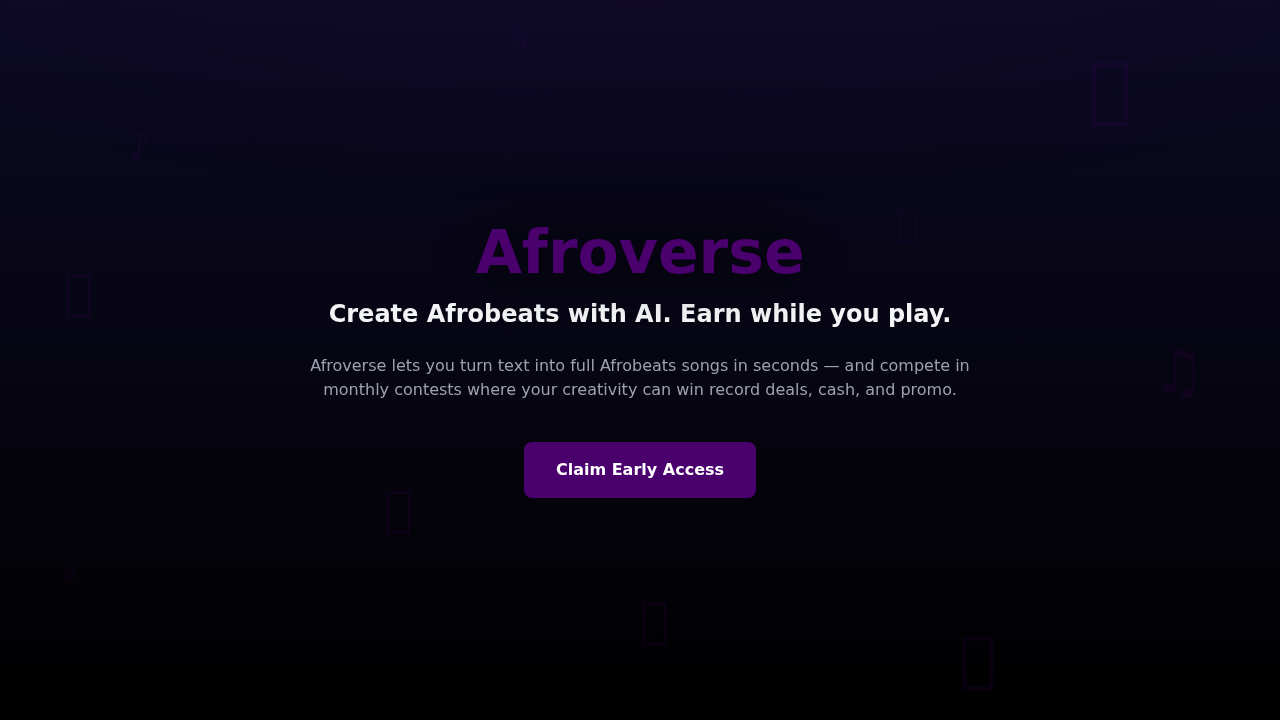 Afroverse
Create Afrobeats with AI. Earn while you play.
Afroverse lets you turn text into full Afrobeats songs in seconds — and compete in
monthly contests where your creativity can win record deals, cash, and promo.
Claim Early Access